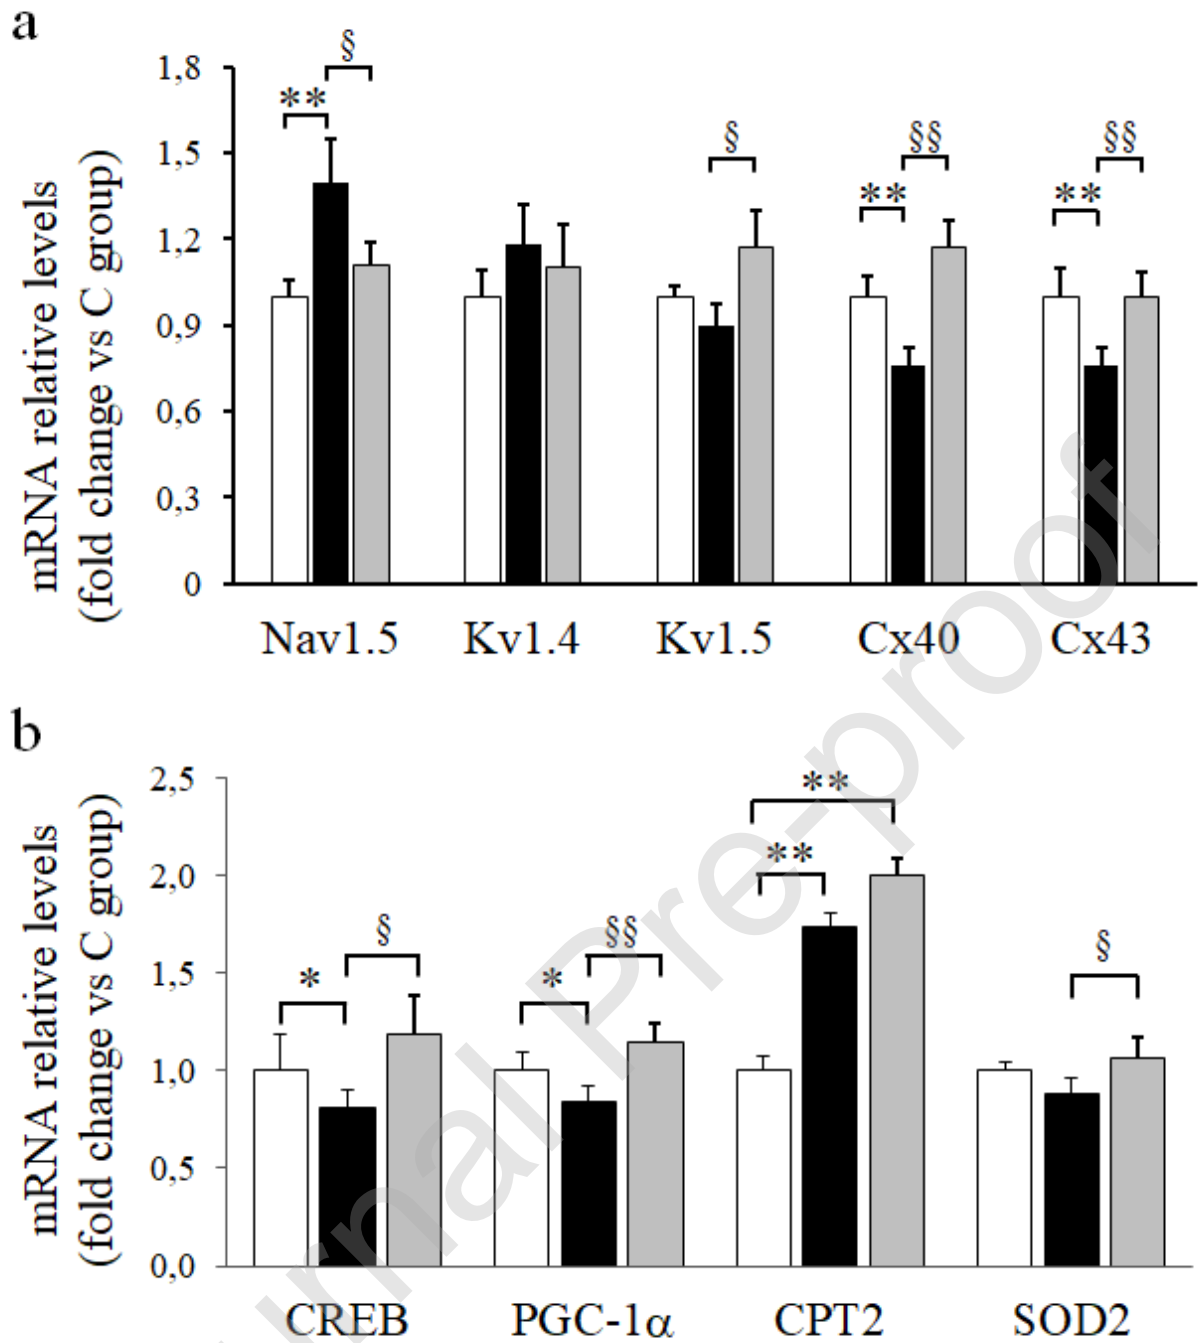 a
mRNA relative levels
(fold change vs C group)
1,8
1,5
1,2
0,9
0,6
0,3
0
** §
§
** §§
** §§
Nav1.5 Kv1.4 Kv1.5 Cx40 Cx43
b
mRNA relative levels
(fold change vs C group)
2,5
2,0
1,5
1,0
0,5
0,0
* §
* §§
** **
§
CREB PGC-1α CPT2 SOD2
rnal Pre-proof